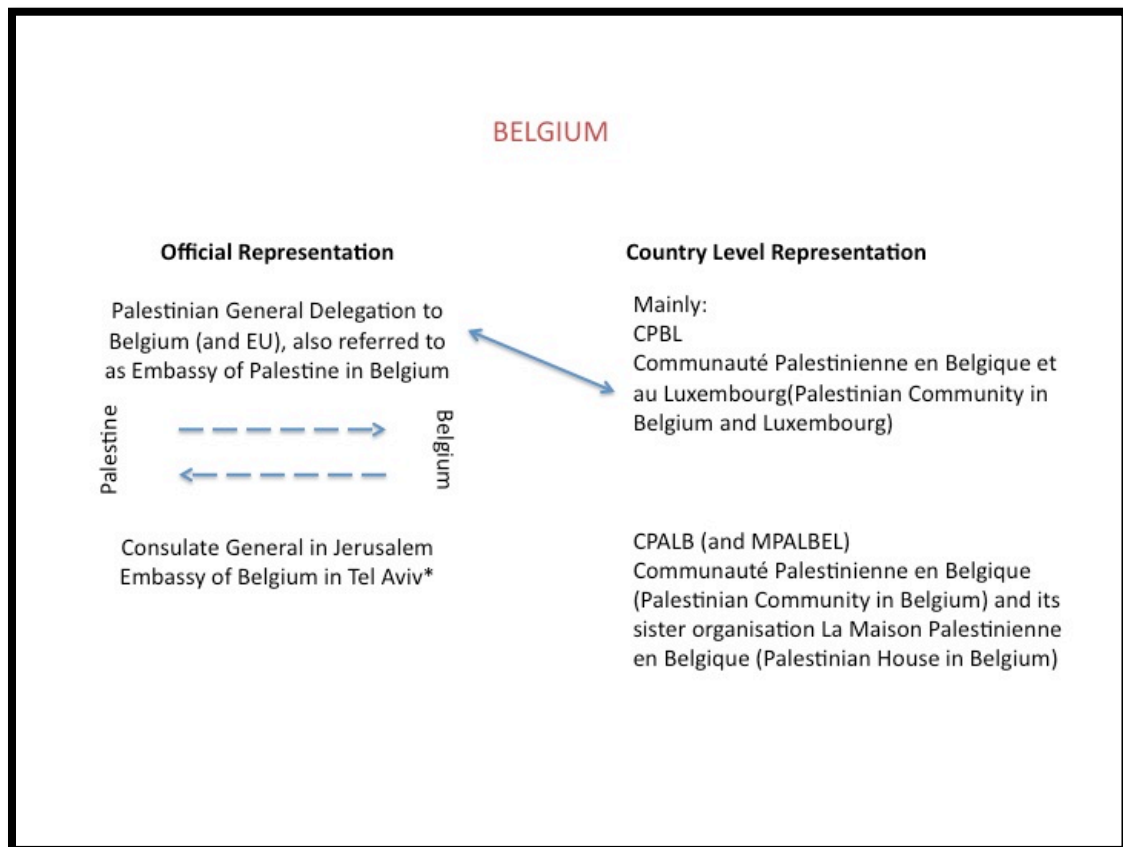 BELGIUM
Official Representation
Palestinian General Delegation to
Belgium (and EU), also referred to
as Embassy of Palestine in Belgium
Palestine
Belgium
Consulate General in Jerusalem
Embassy of Belgium in Tel Aviv*
Country Level Representation
Mainly:
CPBL
Communauté Palestinienne en Belgique et
au Luxembourg(Palestinian Community in
Belgium and Luxembourg)
CPALB (and MPALBEL)
Communauté Palestinienne en Belgique
(Palestinian Community in Belgium) and its
sister organisation La Maison Palestinienne
en Belgique (Palestinian House in Belgium)